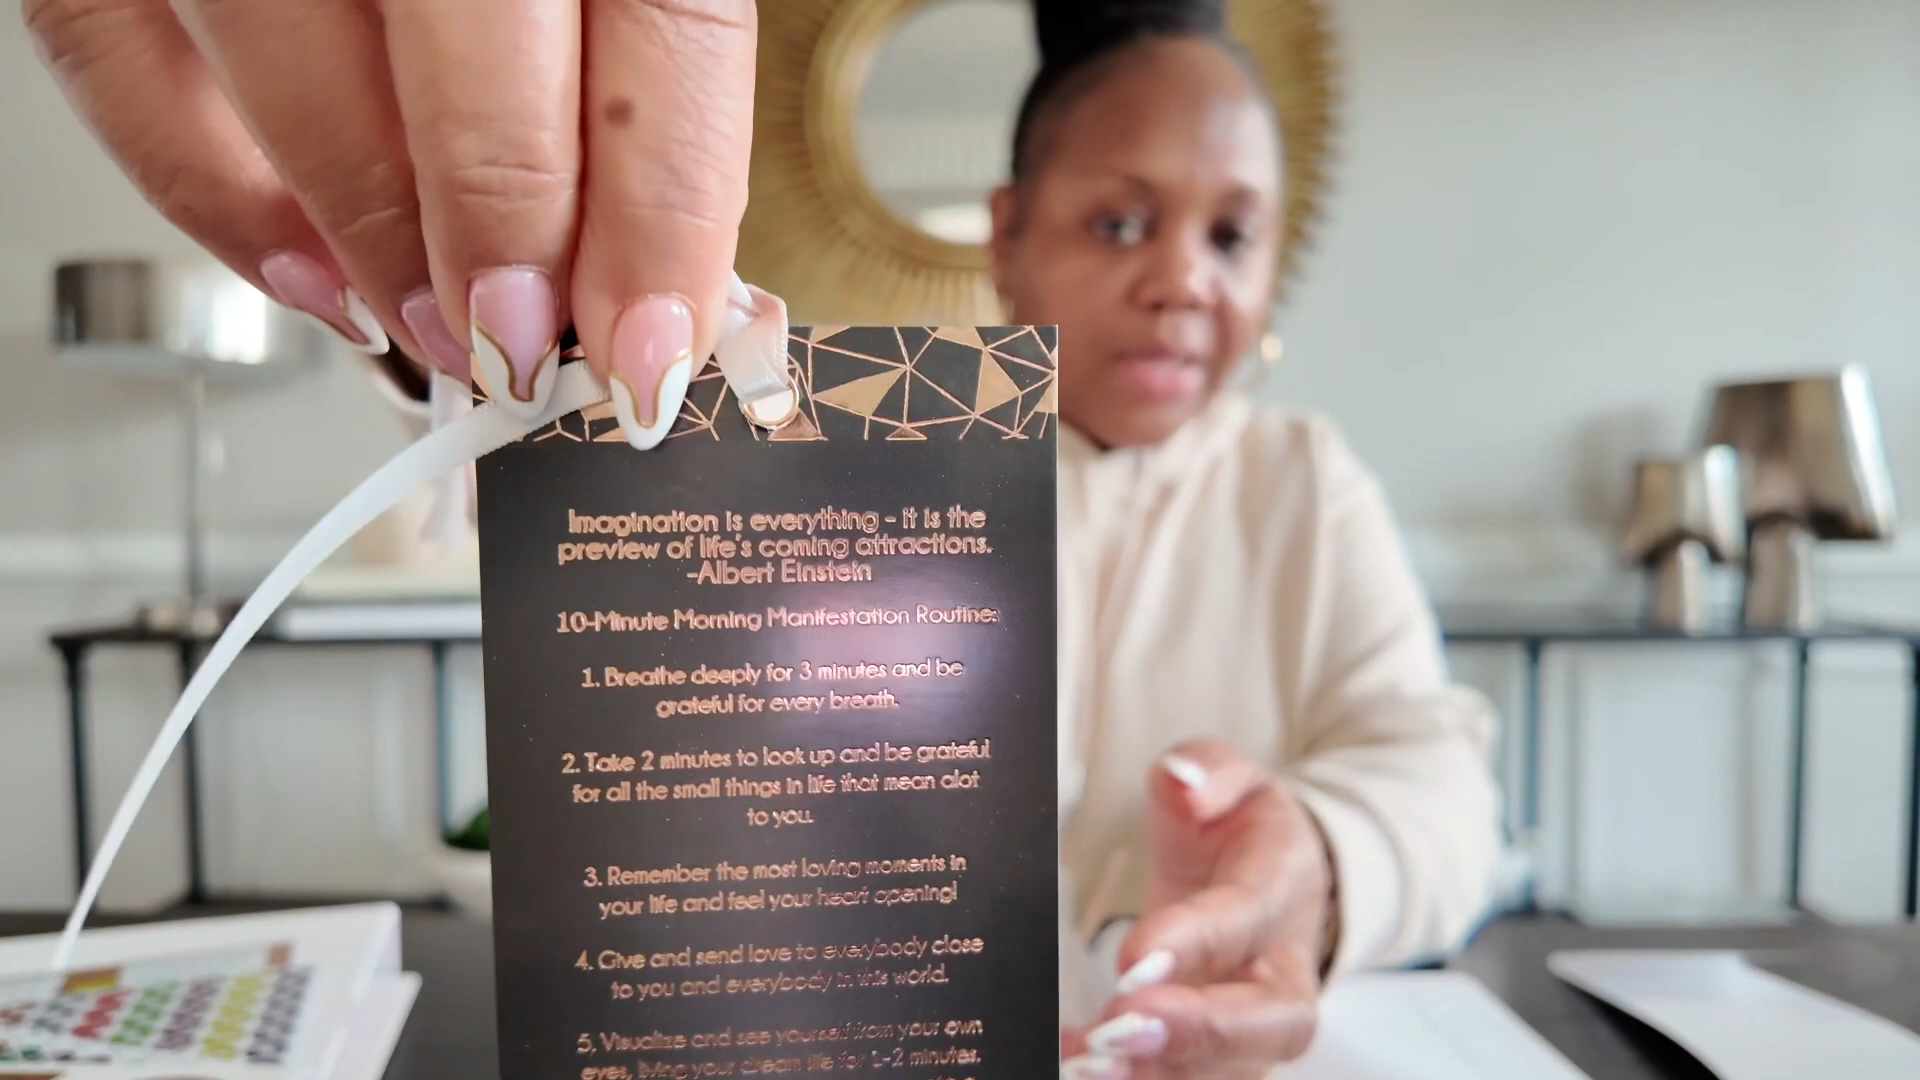 Imagination is everything - it is the
preview of life's coming attractions.
-Albert Einstein
10-Minute Morning Manifestation Routine:
1. Breathe deeply for 3 minutes and be
grateful for every breath.
2. Take 2 minutes to look up and be grateful
for all the small things in life that mean alot
to you.
3. Remember the most loving moments in
your life and feel your heart opening!
4. Give and send love to everybody close
to you and everybody in this world.
5. Visualize and see yourself from your own
eyes, living your dream life for 1-2 minutes.